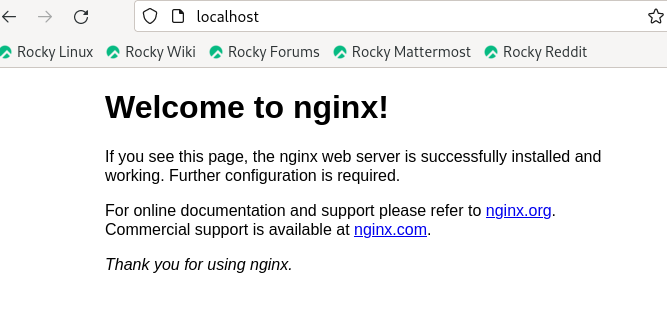 localhost
Rocky Linux Rocky Wiki Rocky Forums Rocky Mattermost Rocky Reddit
Welcome to nginx!
If you see this page, the nginx web server is successfully installed and
working. Further configuration is required.
For online documentation and support please refer to nginx.org.
Commercial support is available at nginx.com.
Thank you for using nginx.